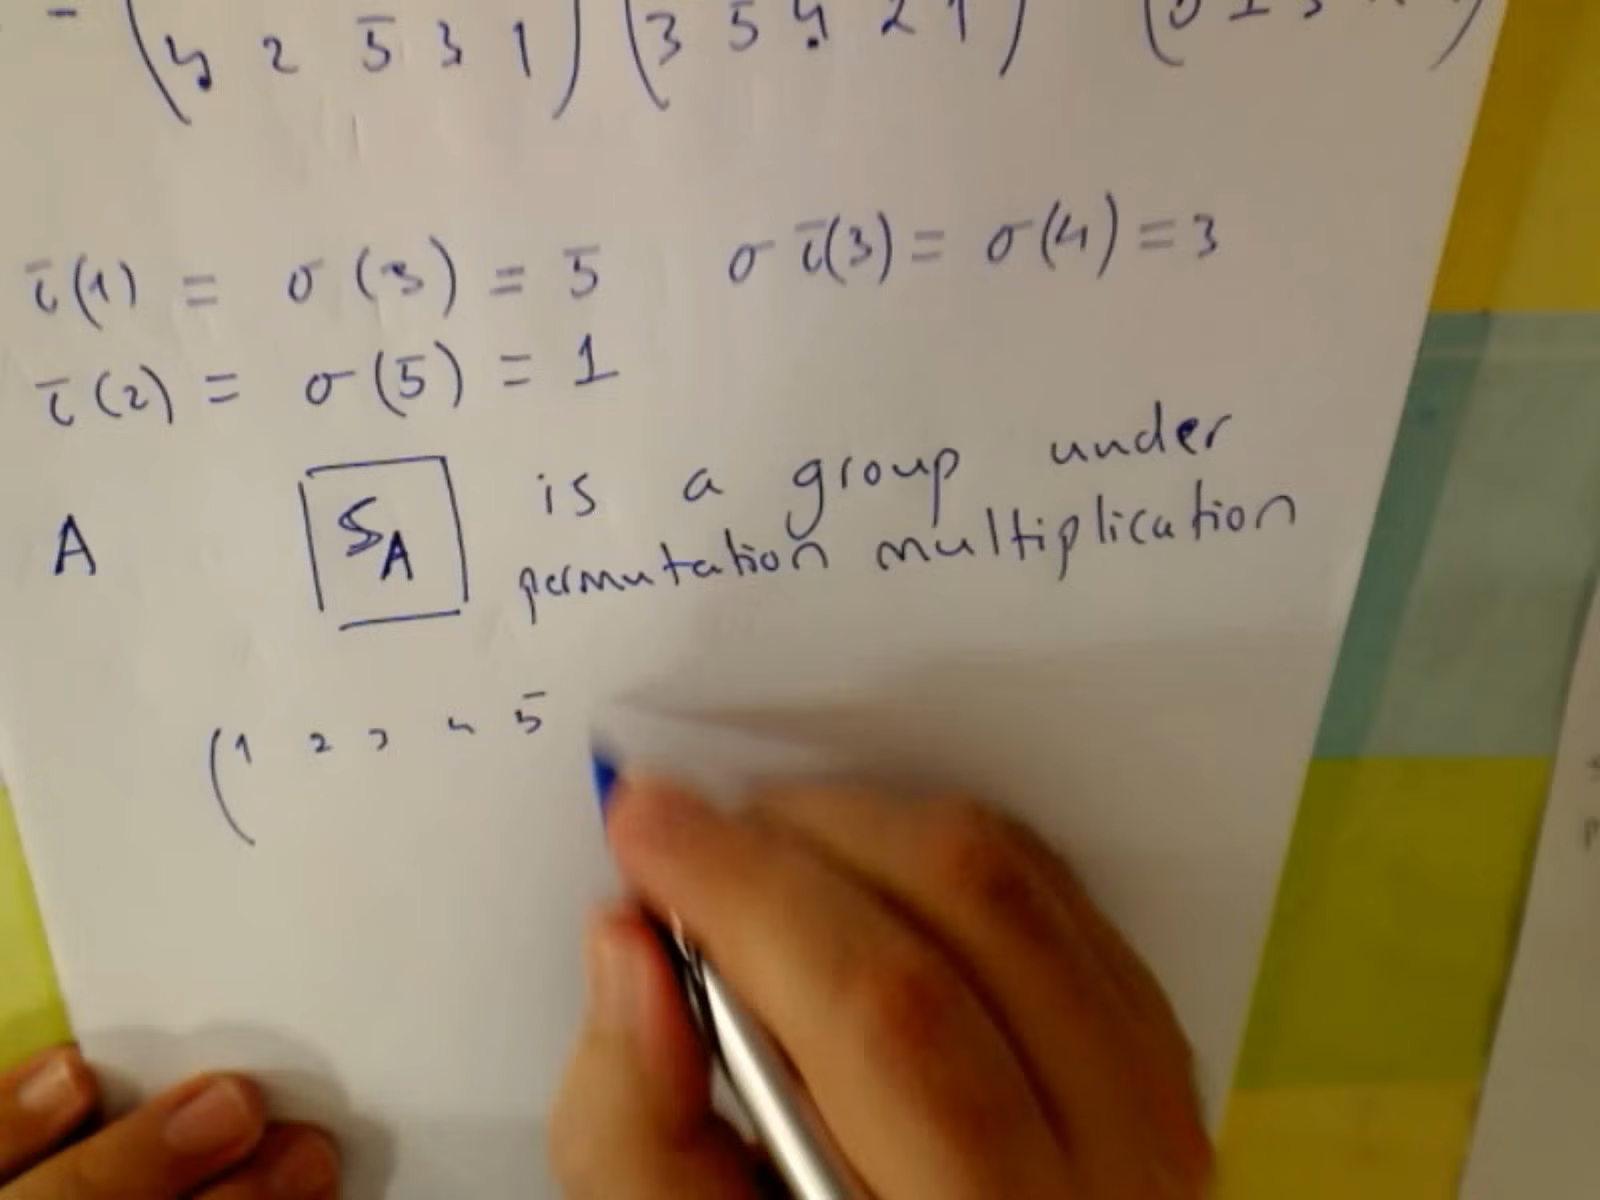 ( 4 2 5 3 1 ) ( 3 5 4 2 1 ) (
τ(1) = σ(3) = 5 στ(3) = σ(4) = 3
τ(2) = σ(5) = 1
A S_A is a group under
permutation multiplication
( 1 2 3 4 5